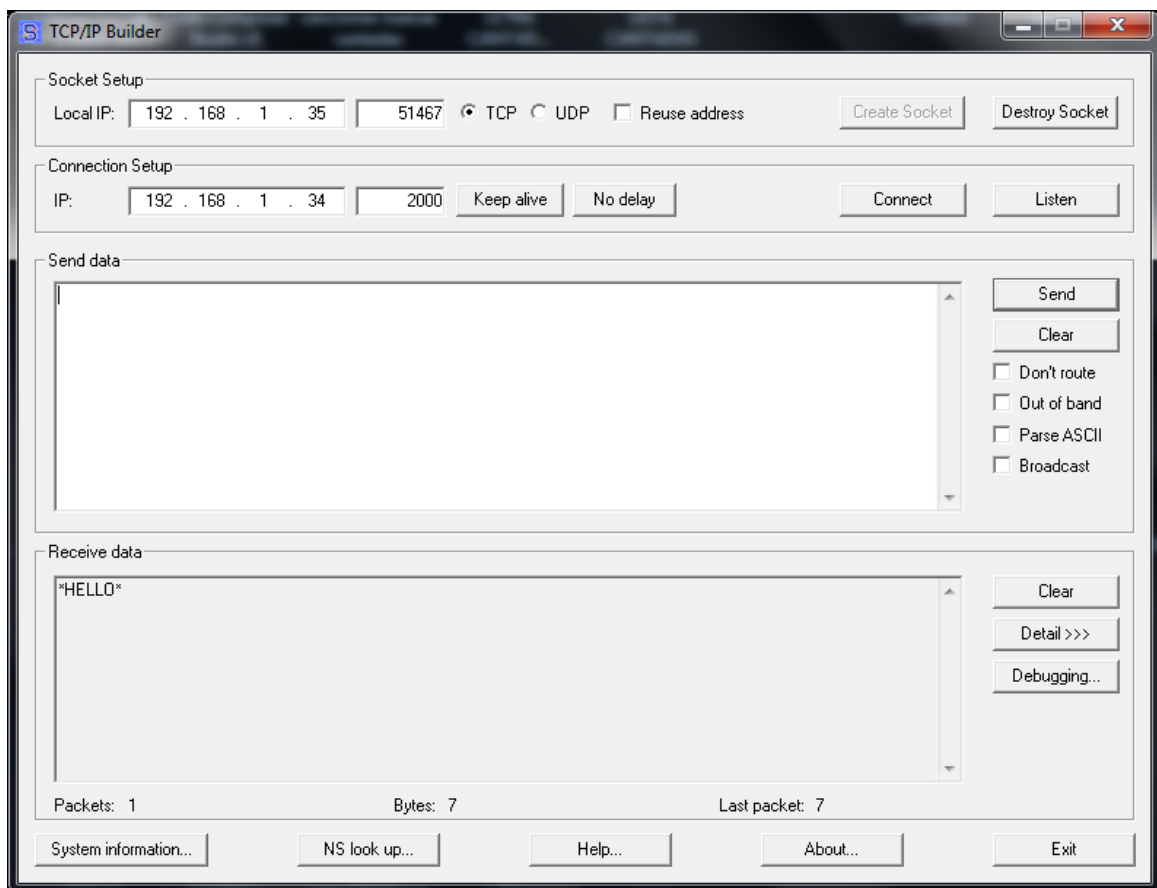 TCP/IP Builder
Socket Setup
Local IP: 192 . 168 . 1 . 35 51467 TCP UDP Reuse address Create Socket Destroy Socket
Connection Setup
IP: 192 . 168 . 1 . 34 2000 Keep alive No delay Connect Listen
Send data
Send
Clear
Don't route
Out of band
Parse ASCII
Broadcast
Receive data
*HELLO*
Clear
Detail >>>
Debugging...
Packets: 1 Bytes: 7 Last packet: 7
System information... NS look up... Help... About... Exit